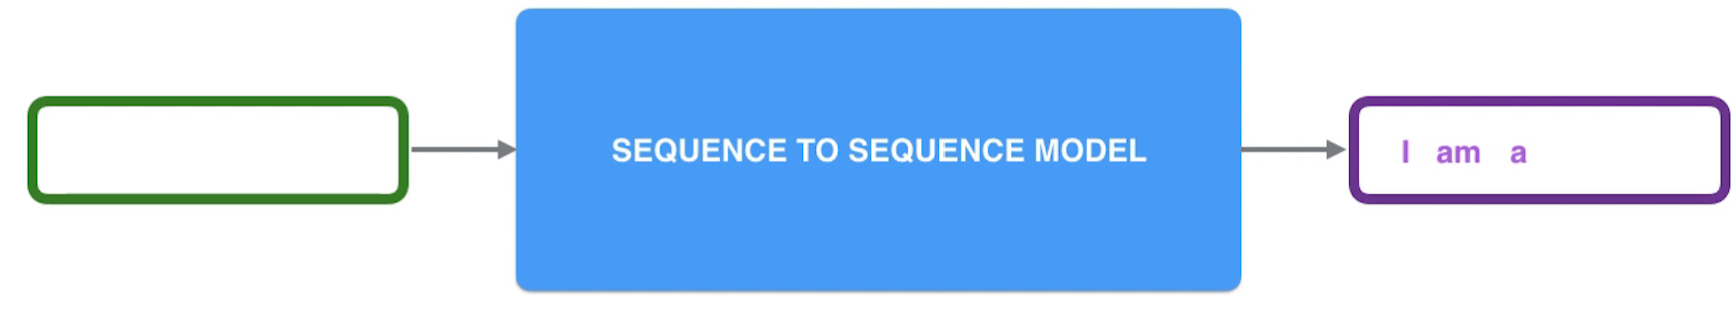 SEQUENCE TO SEQUENCE MODEL
I am a